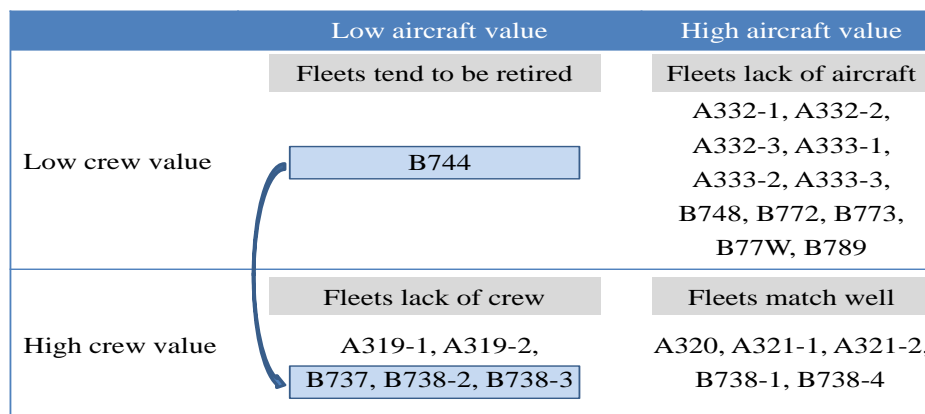 Low aircraft value
High aircraft value
Low crew value
Fleets tend to be retired
B744
Fleets lack of aircraft
A332-1, A332-2,
A332-3, A333-1,
A333-2, A333-3,
B748, B772, B773,
B77W, B789
High crew value
Fleets lack of crew
A319-1, A319-2,
B737, B738-2, B738-3
Fleets match well
A320, A321-1, A321-2,
B738-1, B738-4